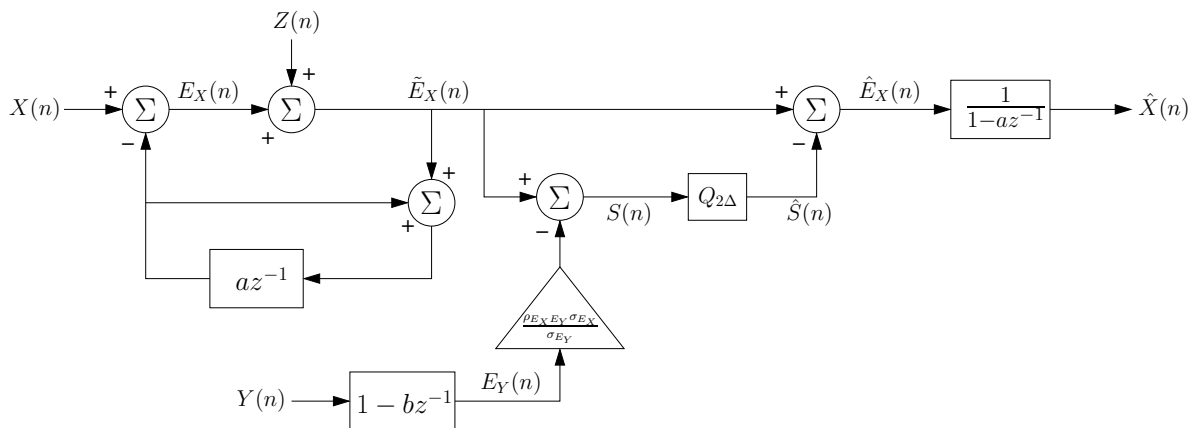 Z(n)
X(n)
+
Σ
−
E_X(n)
+
+
Σ
Ẽ_X(n)
+
Σ
−
Ê_X(n)
1/(1−az⁻¹)
X̂(n)
+
+
Σ
az⁻¹
+
−
Σ
S(n)
Q_{2Δ}
Ŝ(n)
ρ_{E_X E_Y}σ_{E_X}/σ_{E_Y}
Y(n)
1 − bz⁻¹
E_Y(n)